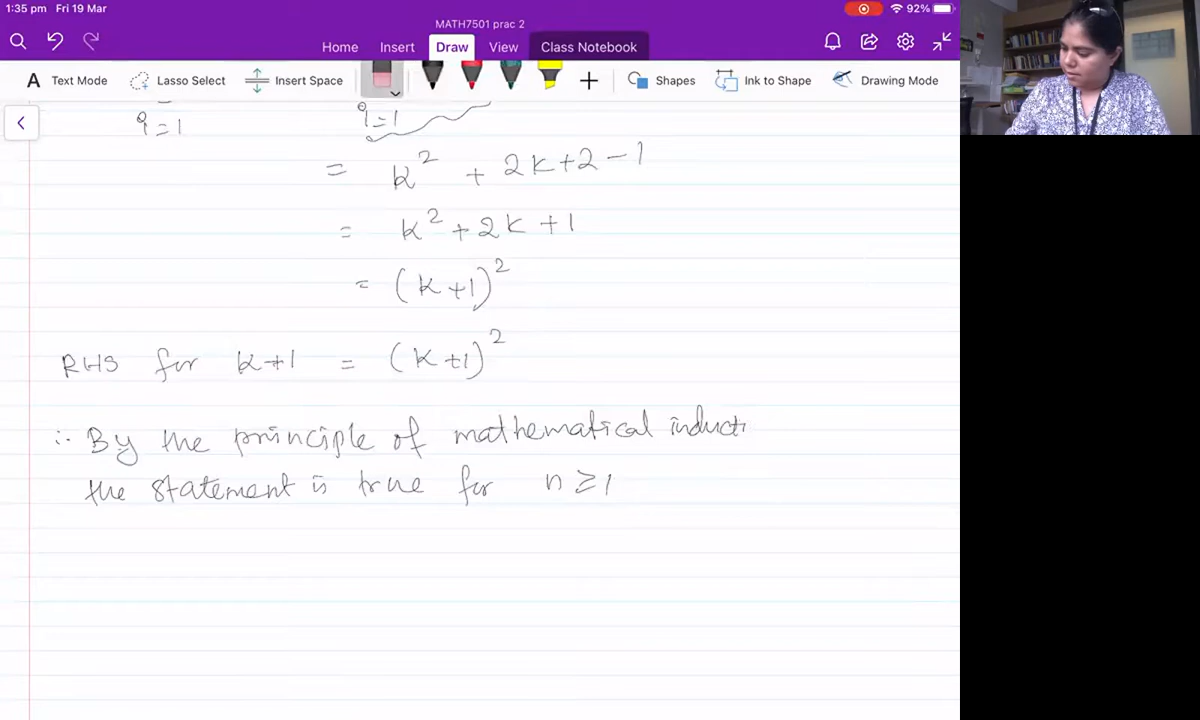 1:35 pm Fri 19 Mar
92%
MATH7501 prac 2
Home Insert Draw View Class Notebook
A Text Mode Lasso Select Insert Space Shapes Ink to Shape Drawing Mode
i=1 i=1
= k² + 2k+2-1
= k² + 2k +1
= (k+1)²
RHS for k+1 = (k+1)²
∴ By the principle of mathematical inducti
the statement is true for n ≥ 1